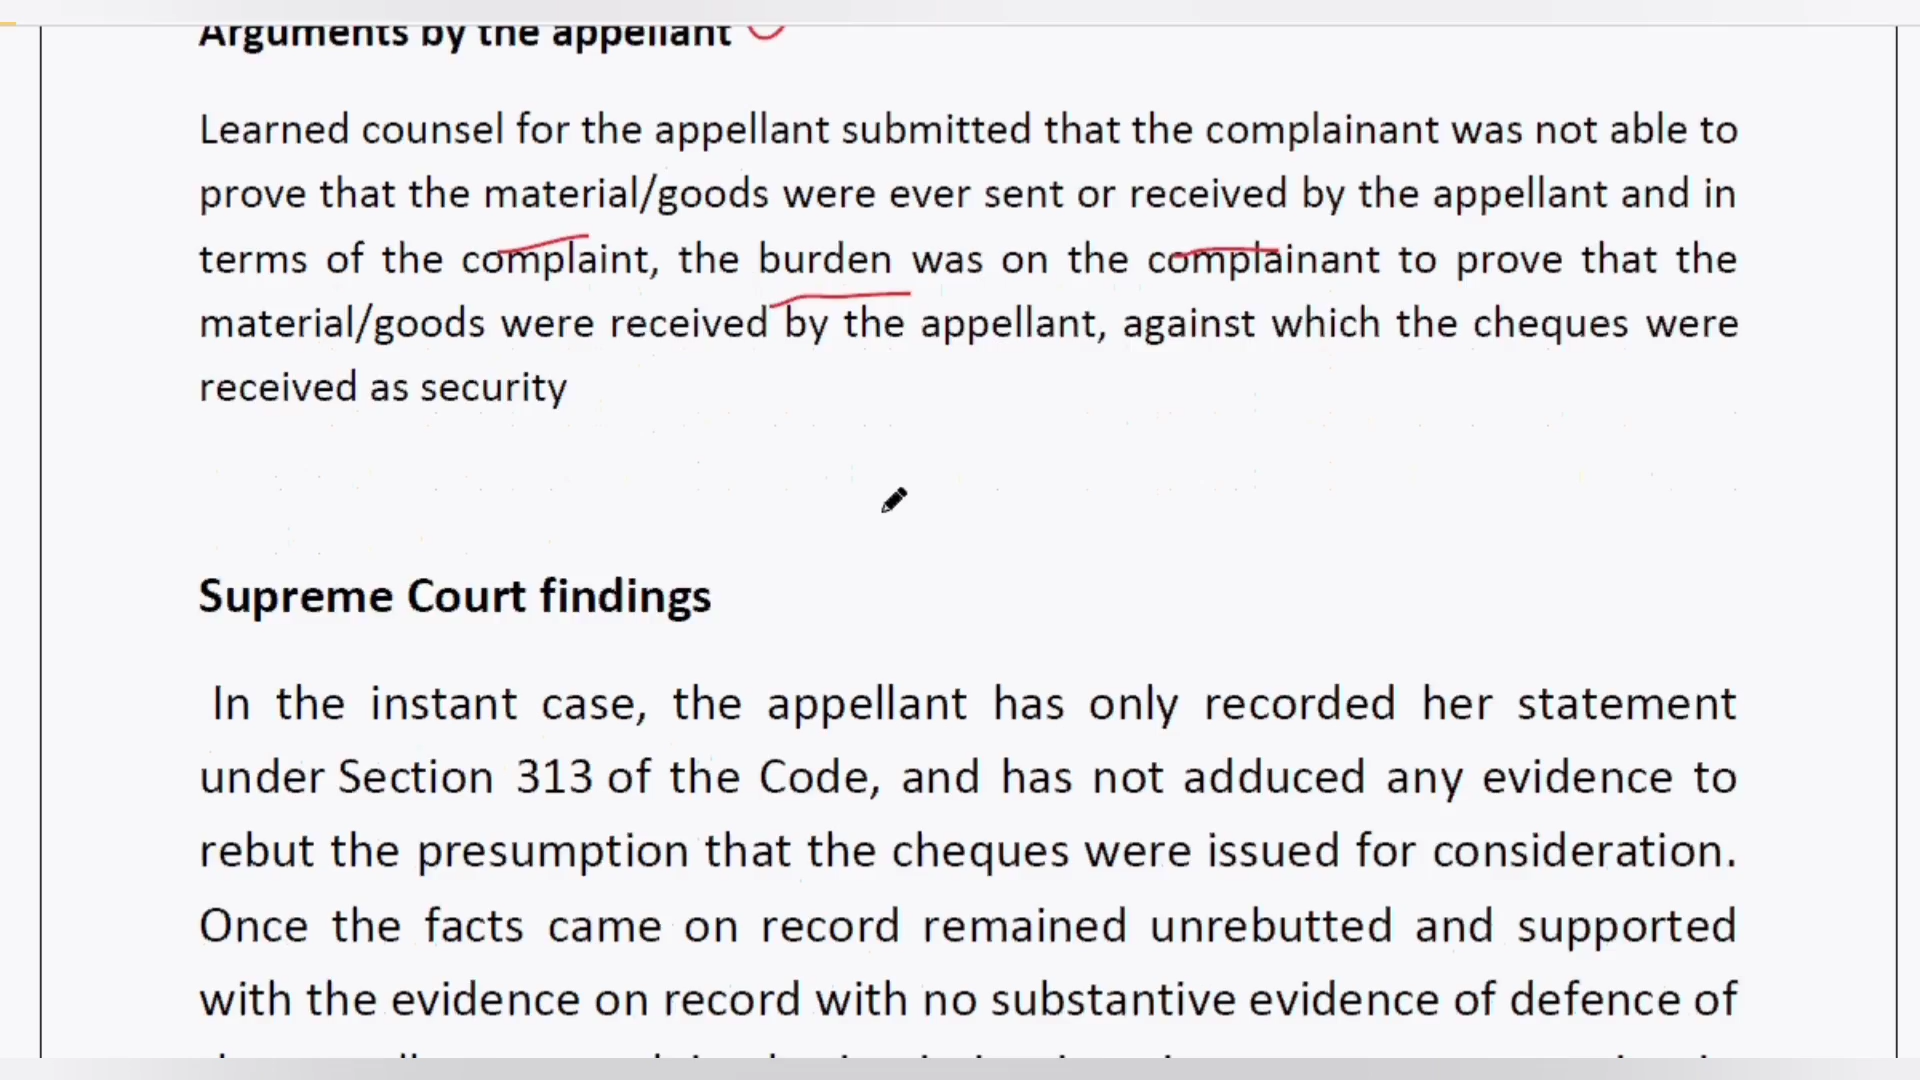 Arguments by the appellant
Learned counsel for the appellant submitted that the complainant was not able to
prove that the material/goods were ever sent or received by the appellant and in
terms of the complaint, the burden was on the complainant to prove that the
material/goods were received by the appellant, against which the cheques were
received as security
Supreme Court findings
In the instant case, the appellant has only recorded her statement
under Section 313 of the Code, and has not adduced any evidence to
rebut the presumption that the cheques were issued for consideration.
Once the facts came on record remained unrebutted and supported
with the evidence on record with no substantive evidence of defence of